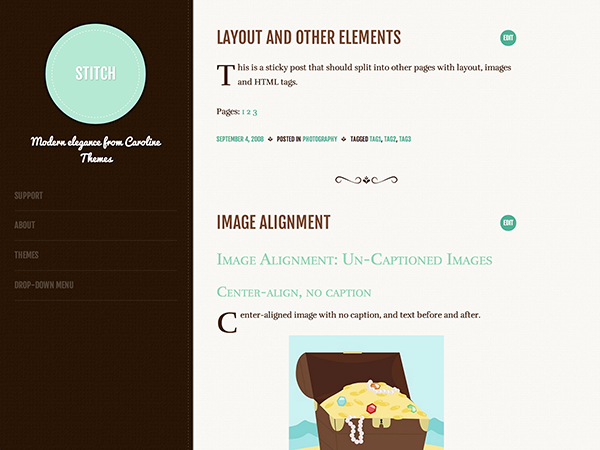 STITCH
Modern elegance from Caroline
Themes
SUPPORT
ABOUT
THEMES
DROP-DOWN MENU
LAYOUT AND OTHER ELEMENTS
EDIT
This is a sticky post that should split into other pages with layout, images
and HTML tags.
Pages: 1 2 3
SEPTEMBER 4, 2008 ❖ POSTED IN PHOTOGRAPHY ❖ TAGGED TAG1, TAG2, TAG3
IMAGE ALIGNMENT
EDIT
Image Alignment: Un-Captioned Images
Center-align, no caption
Center-aligned image with no caption, and text before and after.